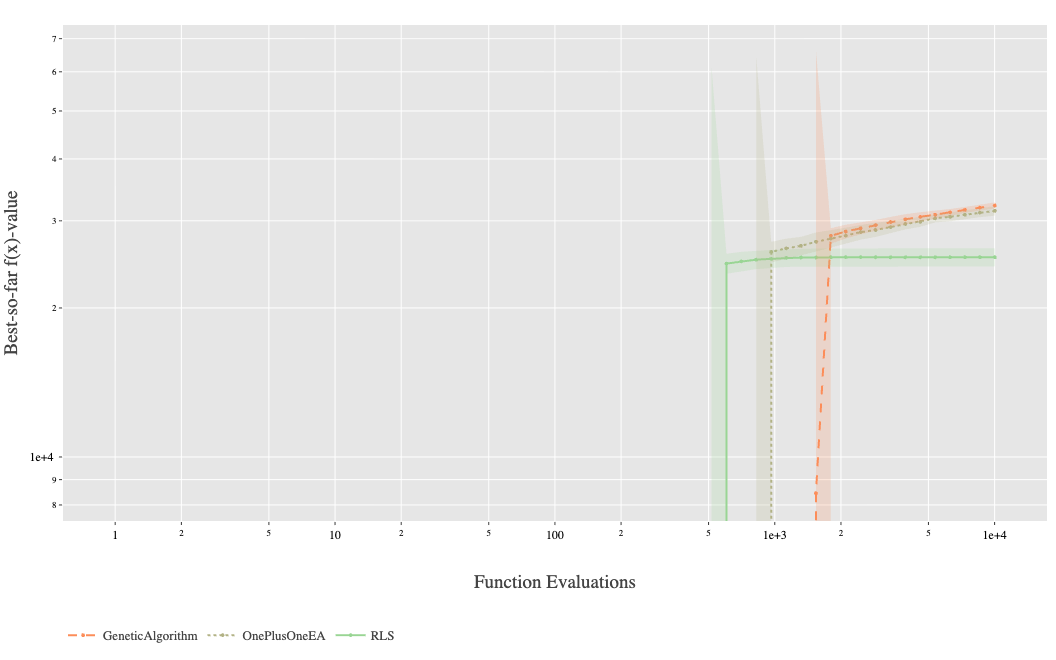 Best-so-far f(x)-value
7
6
5
4
3
2
1e+4
9
8
1 2 5 10 2 5 100 2 5 1e+3 2 5 1e+4
Function Evaluations
GeneticAlgorithm OnePlusOneEA RLS